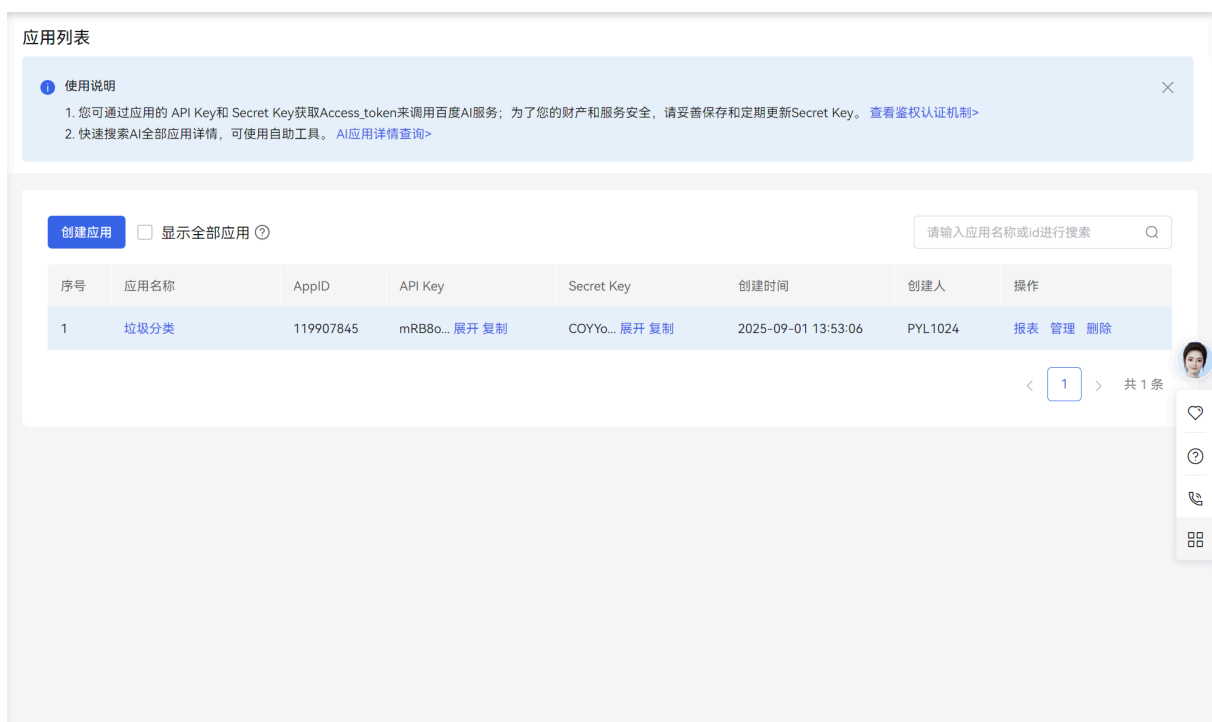 应用列表
使用说明
1. 您可通过应用的 API Key和 Secret Key获取Access_token来调用百度AI服务；为了您的财产和服务安全，请妥善保存和定期更新Secret Key。 查看鉴权认证机制>
2. 快速搜索AI全部应用详情，可使用自助工具。 AI应用详情查询>
创建应用 显示全部应用 请输入应用名称或id进行搜索
序号 应用名称 AppID API Key Secret Key 创建时间 创建人 操作
1 垃圾分类 119907845 mRB8o... 展开 复制 COYYo... 展开 复制 2025-09-01 13:53:06 PYL1024 报表 管理 删除
< 1 > 共 1 条